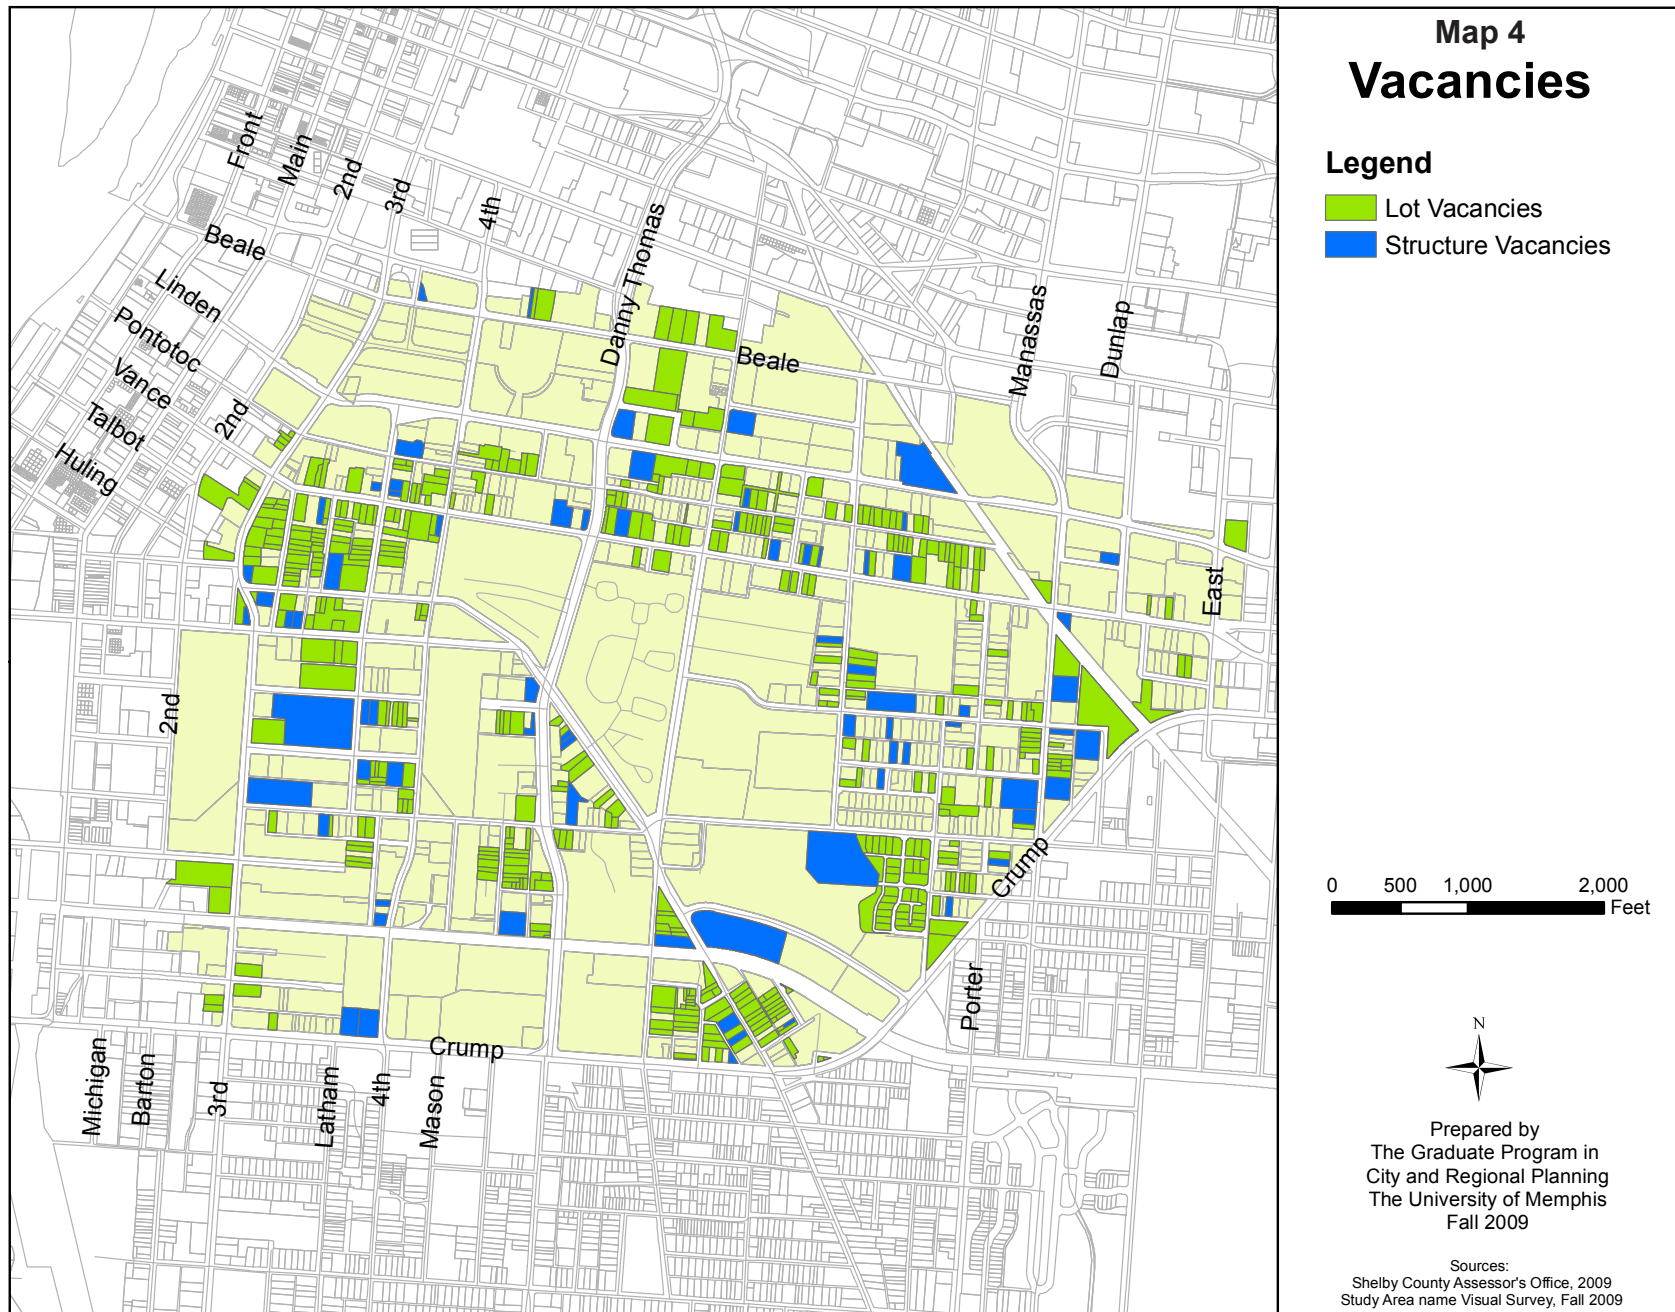 Map 4
Vacancies
Legend
Lot Vacancies
Structure Vacancies
Front
Main
2nd
3rd
4th
Beale
Linden
Pontotoc
Vance
Talbot
Huling
2nd
Danny Thomas
Beale
Manassas
Dunlap
East
2nd
Crump
Porter
Crump
Michigan
Barton
3rd
Latham
4th
Mason
0 500 1,000 2,000
Feet
N
Prepared by
The Graduate Program in
City and Regional Planning
The University of Memphis
Fall 2009
Sources:
Shelby County Assessor's Office, 2009
Study Area name Visual Survey, Fall 2009